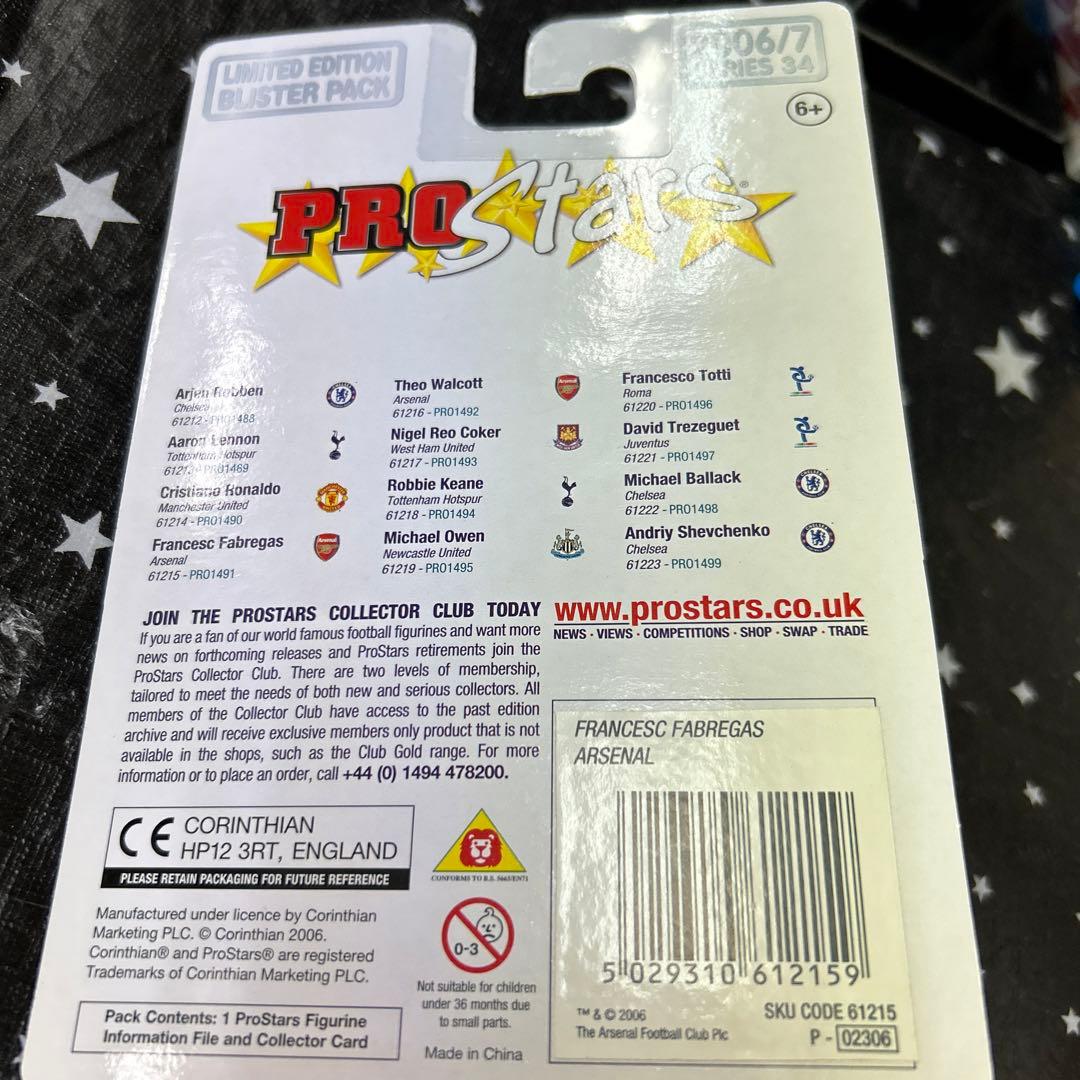 LIMITED EDITION
BLISTER PACK
2006/7
SERIES 34
6+
PROStars®
Arjen Robben
Chelsea
61212 - PRO1488
Aaron Lennon
Tottenham Hotspur
61213 - PRO1489
Cristiano Ronaldo
Manchester United
61214 - PRO1490
Francesc Fabregas
Arsenal
61215 - PRO1491
Theo Walcott
Arsenal
61216 - PRO1492
Nigel Reo Coker
West Ham United
61217 - PRO1493
Robbie Keane
Tottenham Hotspur
61218 - PRO1494
Michael Owen
Newcastle United
61219 - PRO1495
Francesco Totti
Roma
61220 - PRO1496
David Trezeguet
Juventus
61221 - PRO1497
Michael Ballack
Chelsea
61222 - PRO1498
Andriy Shevchenko
Chelsea
61223 - PRO1499
JOIN THE PROSTARS COLLECTOR CLUB TODAY
If you are a fan of our world famous football figurines and want more
news on forthcoming releases and ProStars retirements join the
ProStars Collector Club. There are two levels of membership,
tailored to meet the needs of both new and serious collectors. All
members of the Collector Club have access to the past edition
archive and will receive exclusive members only product that is not
available in the shops, such as the Club Gold range. For more
information or to place an order, call +44 (0) 1494 478200.
www.prostars.co.uk
NEWS · VIEWS · COMPETITIONS · SHOP · SWAP · TRADE
FRANCESC FABREGAS
ARSENAL
5 029310 612159
SKU CODE 61215
™ & © 2006
The Arsenal Football Club Plc
P - 02306
CE CORINTHIAN
HP12 3RT, ENGLAND
PLEASE RETAIN PACKAGING FOR FUTURE REFERENCE
CONFORMS TO B.S. 5665/EN71
Manufactured under licence by Corinthian
Marketing PLC. © Corinthian 2006.
Corinthian® and ProStars® are registered
Trademarks of Corinthian Marketing PLC.
0-3
Not suitable for children
under 36 months due
to small parts.
Pack Contents: 1 ProStars Figurine
Information File and Collector Card
Made in China